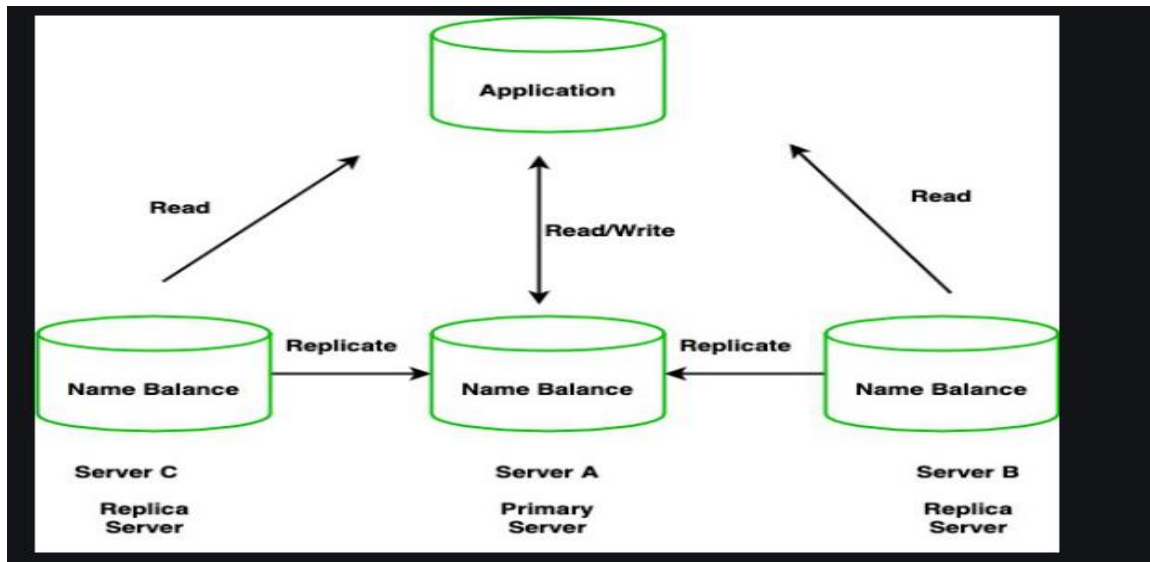 Application
Read
Read
Read/Write
Replicate
Replicate
Name Balance
Name Balance
Name Balance
Server C
Server A
Server B
Replica
Server
Primary
Server
Replica
Server